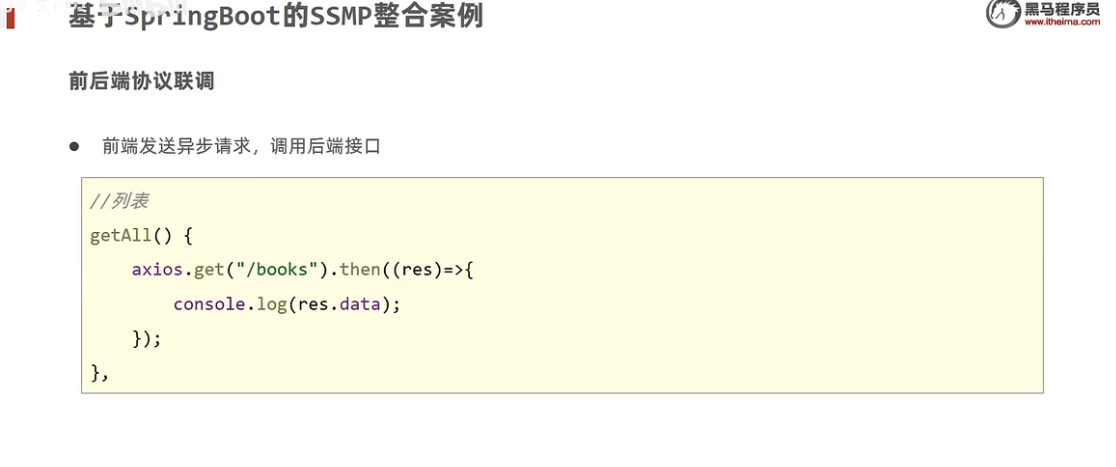 基于SpringBoot的SSMP整合案例
黑马程序员
www.itheima.com
前后端协议联调
● 前端发送异步请求，调用后端接口
//列表
getAll() {
    axios.get("/books").then((res)=>{
        console.log(res.data);
    });
},